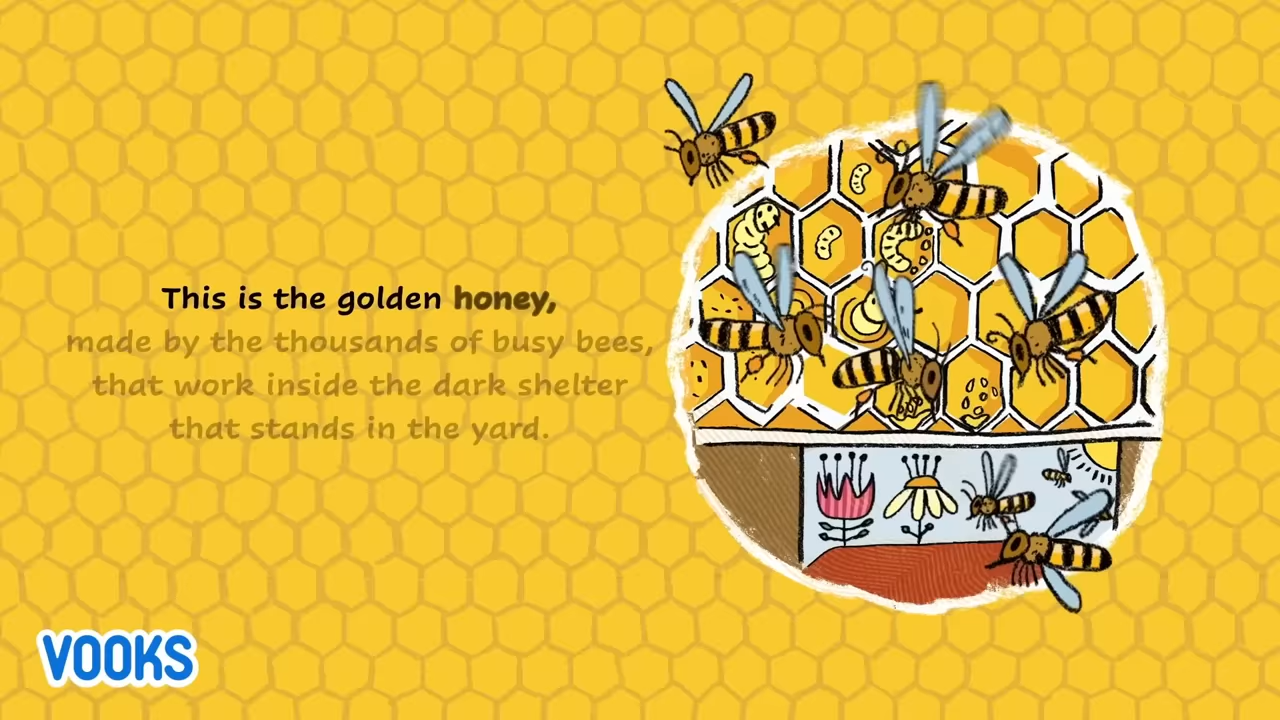 This is the golden honey,
made by the thousands of busy bees,
that work inside the dark shelter
that stands in the yard.
VOOKS